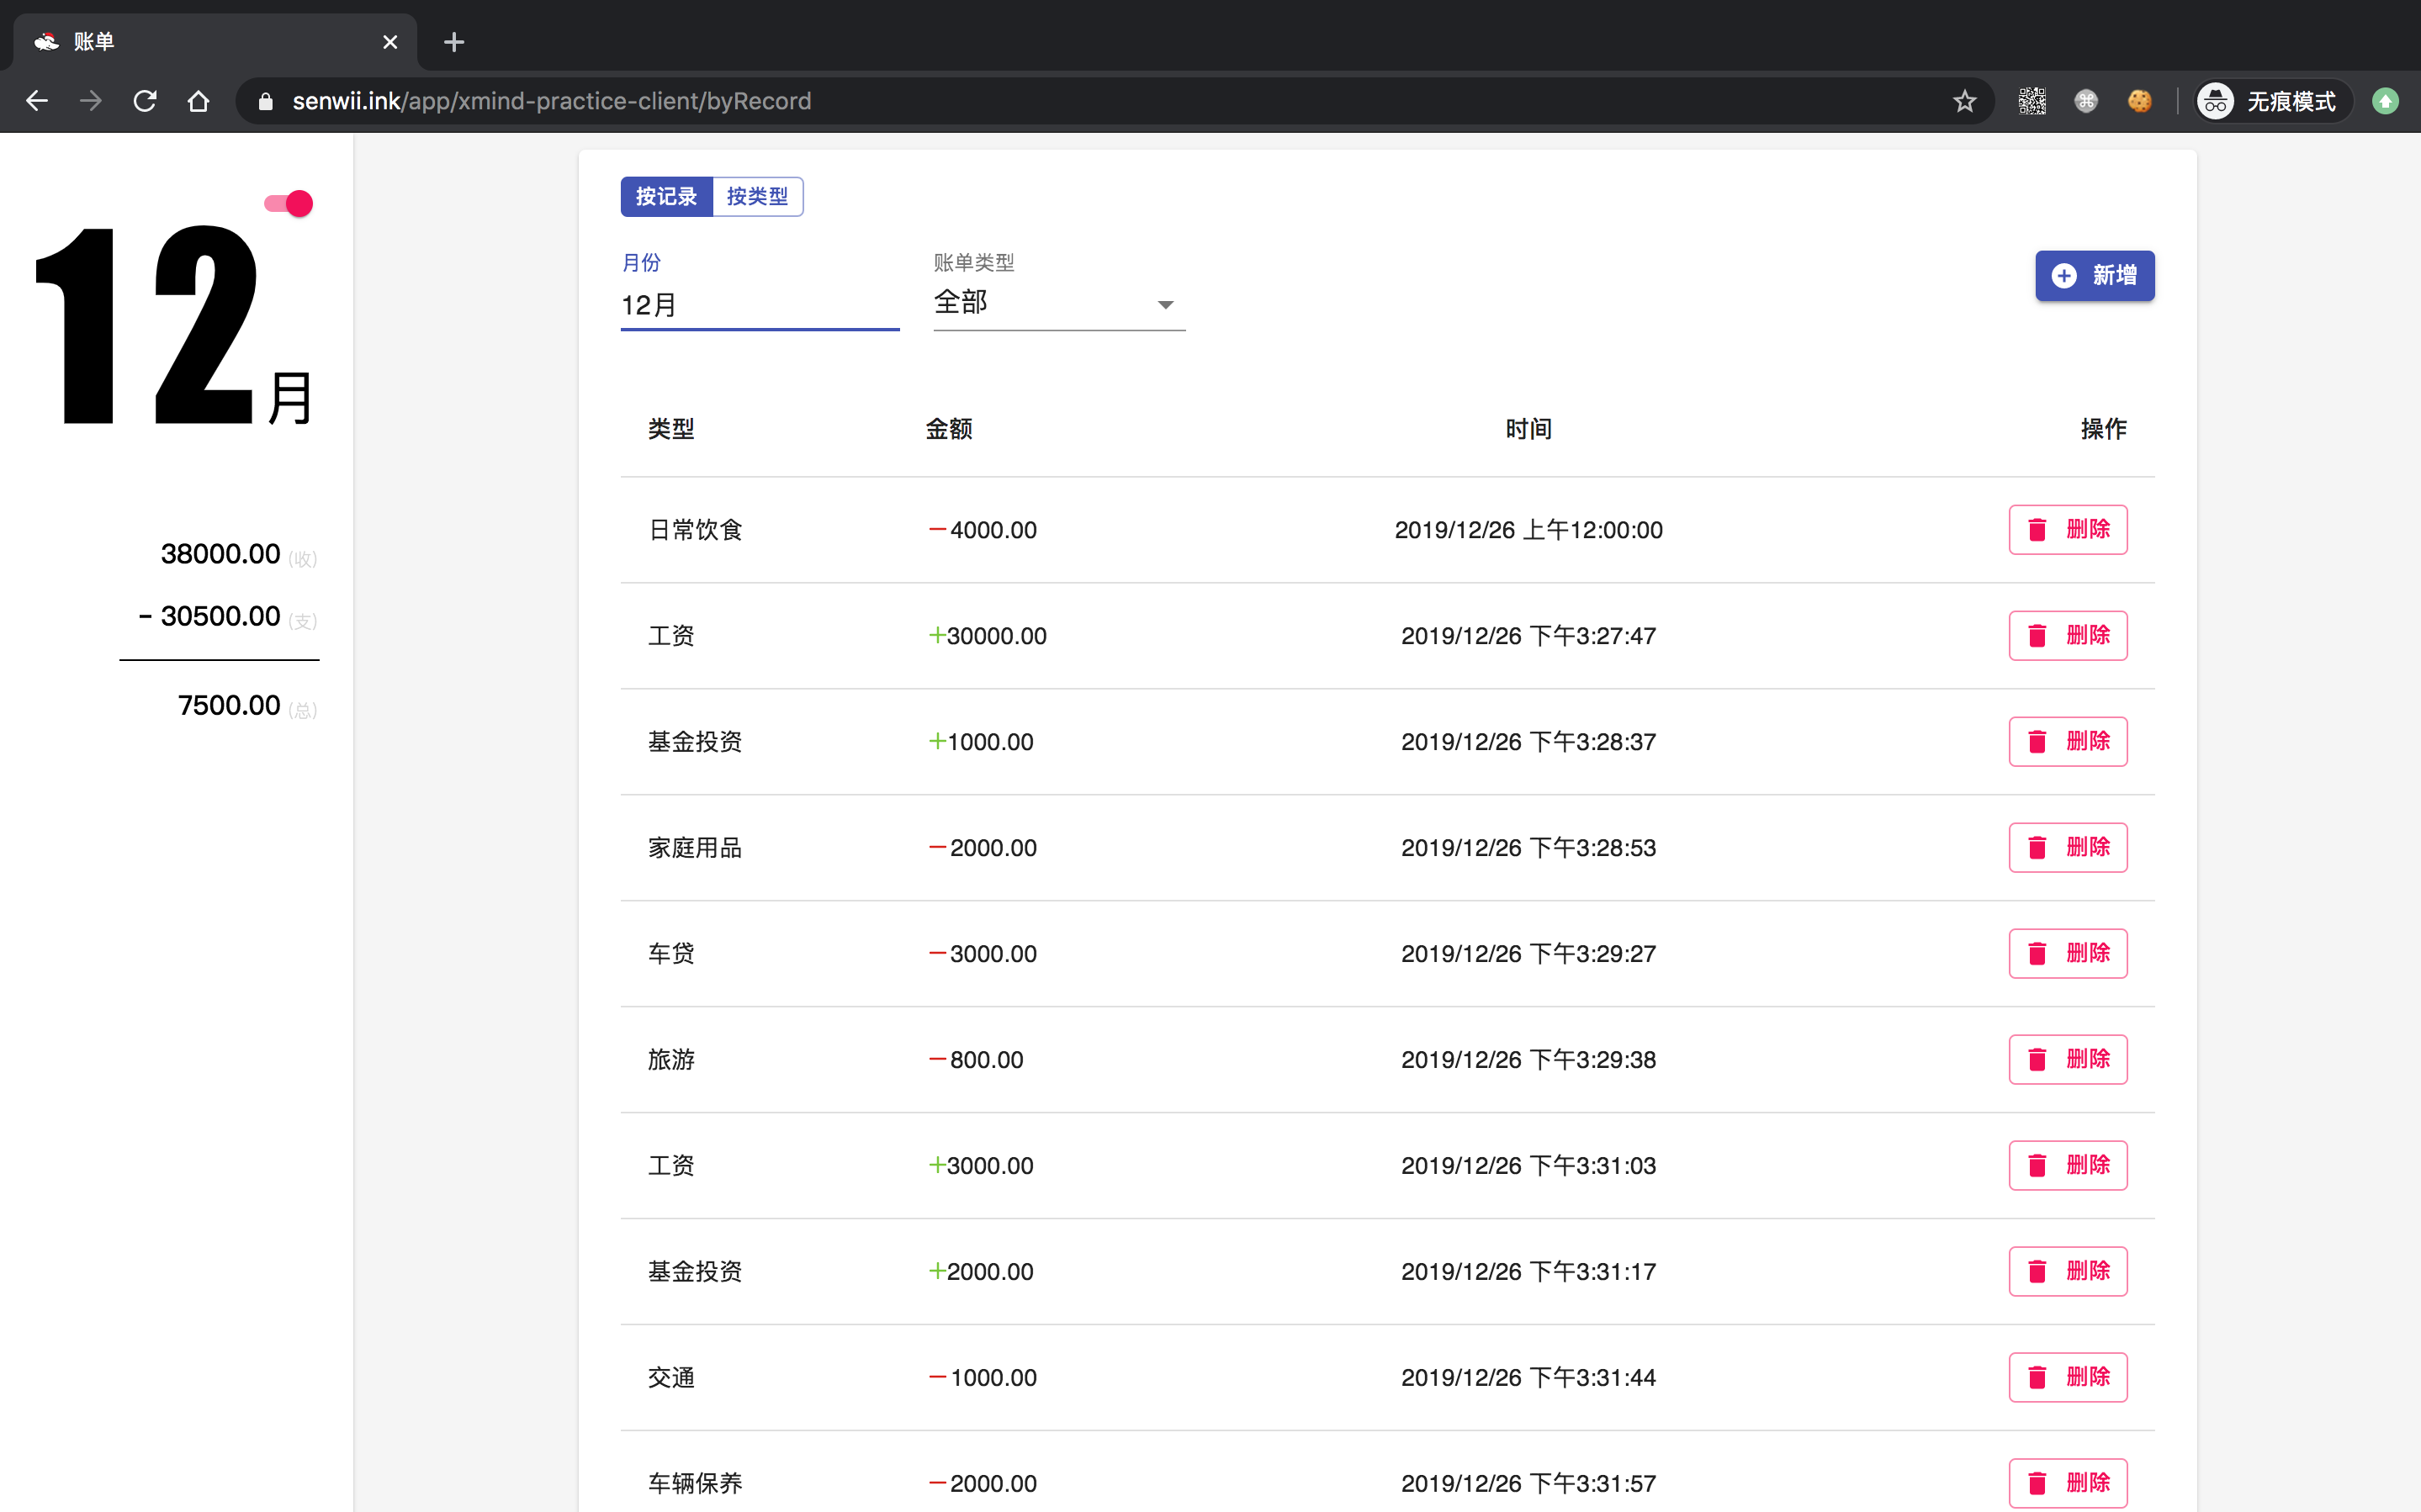 账单
senwii.ink/app/xmind-practice-client/byRecord
无痕模式
12月
38000.00 (收)
- 30500.00 (支)
7500.00 (总)
按记录 按类型
月份 账单类型
12月 全部 新增
类型 金额 时间 操作
日常饮食 −4000.00 2019/12/26 上午12:00:00 删除
工资 +30000.00 2019/12/26 下午3:27:47 删除
基金投资 +1000.00 2019/12/26 下午3:28:37 删除
家庭用品 −2000.00 2019/12/26 下午3:28:53 删除
车贷 −3000.00 2019/12/26 下午3:29:27 删除
旅游 −800.00 2019/12/26 下午3:29:38 删除
工资 +3000.00 2019/12/26 下午3:31:03 删除
基金投资 +2000.00 2019/12/26 下午3:31:17 删除
交通 −1000.00 2019/12/26 下午3:31:44 删除
车辆保养 −2000.00 2019/12/26 下午3:31:57 删除